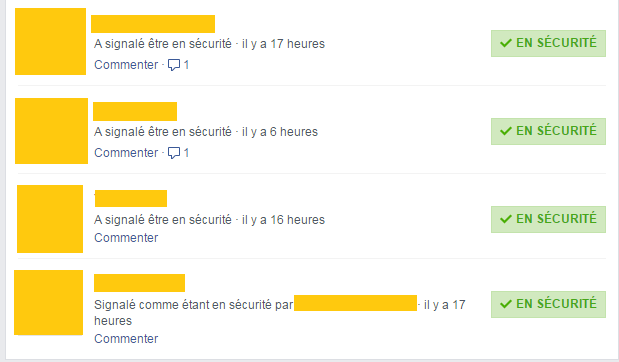 A signalé être en sécurité · il y a 17 heures
EN SÉCURITÉ
Commenter · 1
A signalé être en sécurité · il y a 6 heures
EN SÉCURITÉ
Commenter · 1
A signalé être en sécurité · il y a 16 heures
EN SÉCURITÉ
Commenter
Signalé comme étant en sécurité par · il y a 17
heures
EN SÉCURITÉ
Commenter